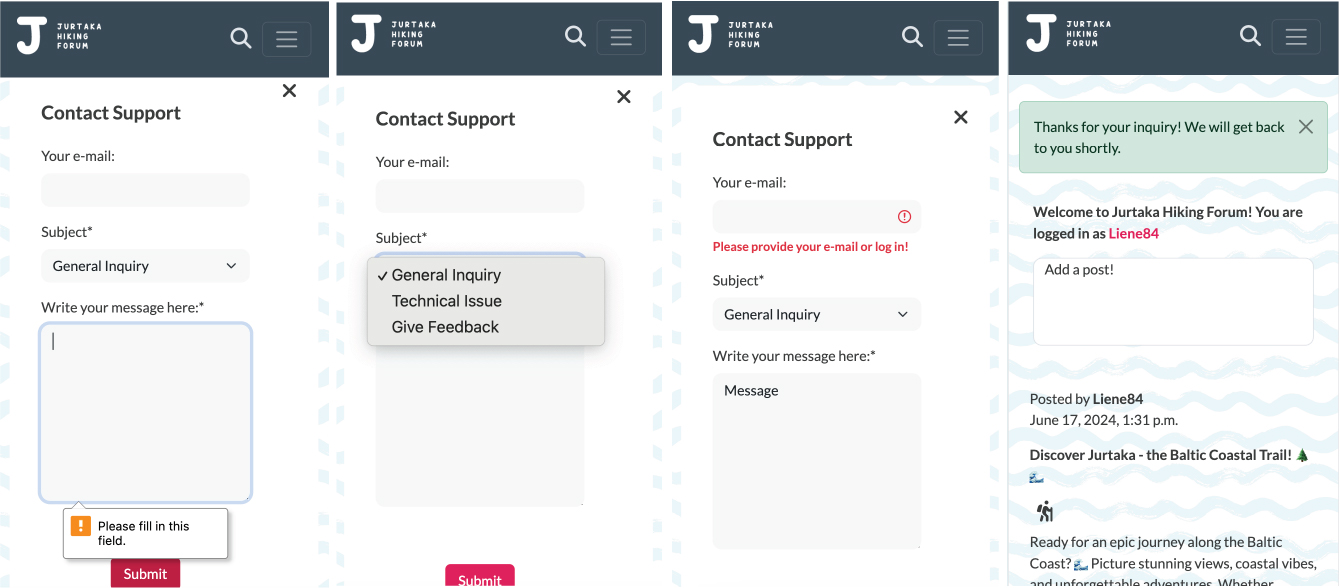 J JURTAKA
HIKING
FORUM
Contact Support
Your e-mail:
Subject*
General Inquiry
Write your message here:*
! Please fill in this
field.
Submit
J JURTAKA
HIKING
FORUM
Contact Support
Your e-mail:
Subject*
✓ General Inquiry
Technical Issue
Give Feedback
Submit
J JURTAKA
HIKING
FORUM
Contact Support
Your e-mail:
Please provide your e-mail or log in!
Subject*
General Inquiry
Write your message here:*
Message
J JURTAKA
HIKING
FORUM
Thanks for your inquiry! We will get back
to you shortly.
Welcome to Jurtaka Hiking Forum! You are
logged in as Liene84
Add a post!
Posted by Liene84
June 17, 2024, 1:31 p.m.
Discover Jurtaka - the Baltic Coastal Trail! 🌲
🌊
Ready for an epic journey along the Baltic
Coast? 🌊 Picture stunning views, coastal vibes,
and unforgettable adventures. Whether